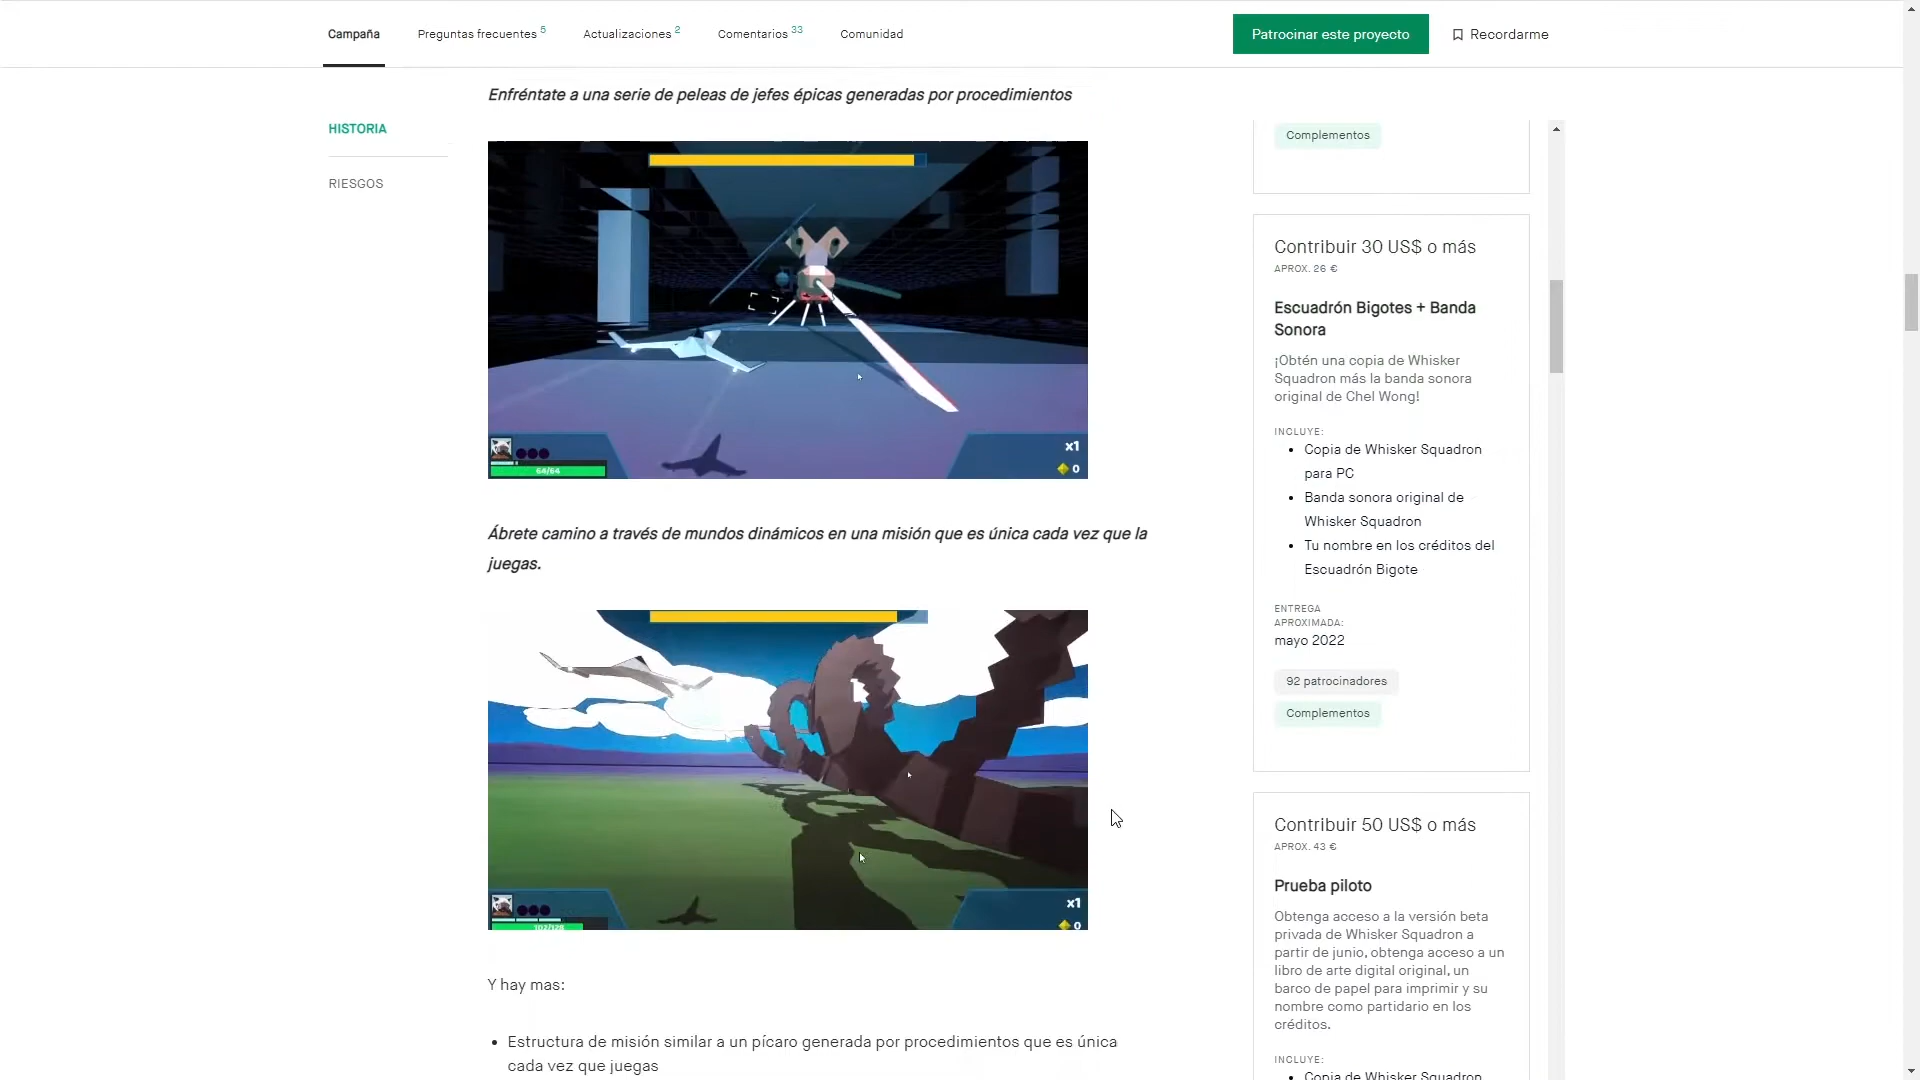 Campaña
Preguntas frecuentes 5
Actualizaciones 2
Comentarios 33
Comunidad
Patrocinar este proyecto
Recordarme
HISTORIA
RIESGOS
Enfréntate a una serie de peleas de jefes épicas generadas por procedimientos
x1
64/64
0
Ábrete camino a través de mundos dinámicos en una misión que es única cada vez que la
juegas.
x1
102/128
0
Y hay mas:
• Estructura de misión similar a un pícaro generada por procedimientos que es única
cada vez que juegas
Complementos
Contribuir 30 US$ o más
APROX. 26 €
Escuadrón Bigotes + Banda
Sonora
¡Obtén una copia de Whisker
Squadron más la banda sonora
original de Chel Wong!
INCLUYE:
• Copia de Whisker Squadron
para PC
• Banda sonora original de
Whisker Squadron
• Tu nombre en los créditos del
Escuadrón Bigote
ENTREGA
APROXIMADA:
mayo 2022
92 patrocinadores
Complementos
Contribuir 50 US$ o más
APROX. 43 €
Prueba piloto
Obtenga acceso a la versión beta
privada de Whisker Squadron a
partir de junio, obtenga acceso a un
libro de arte digital original, un
barco de papel para imprimir y su
nombre como partidario en los
créditos.
INCLUYE:
• Copia de Whisker Squadron